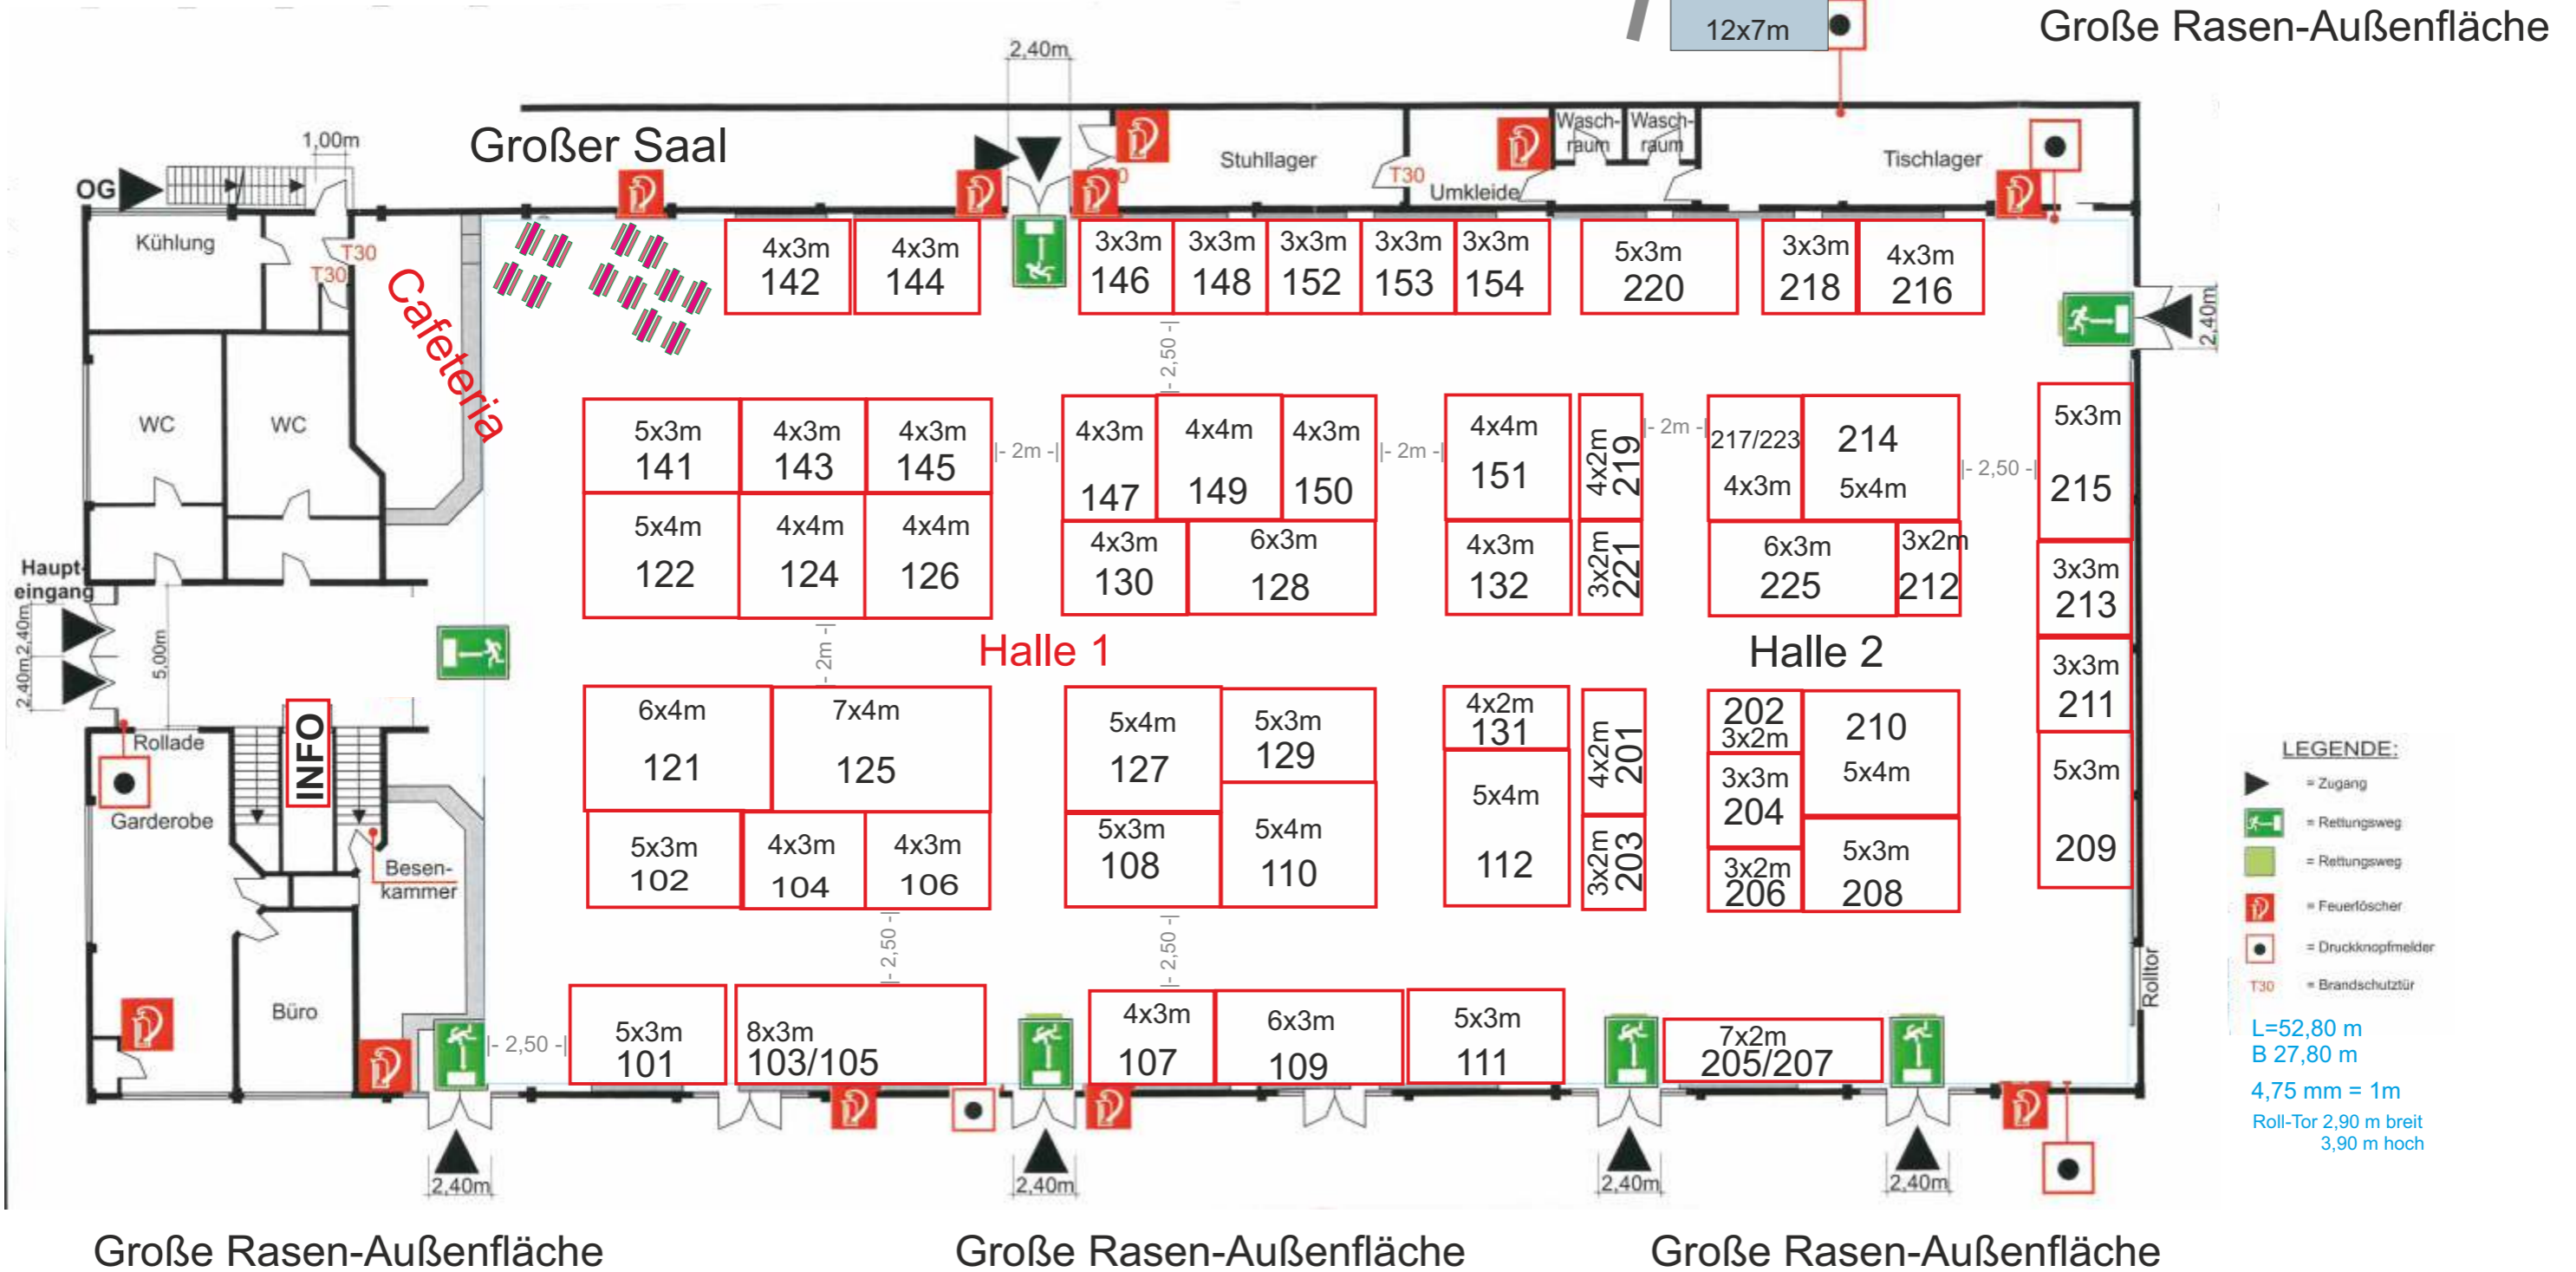 12x7m
Große Rasen-Außenfläche
2,40m
Großer Saal
1,00m
OG
Stuhllager
T30
Umkleide
Wasch-
raum
Wasch-
raum
Tischlager
Kühlung
T30
T30
Cafeteria
WC
WC
4x3m
142
4x3m
144
3x3m
146
3x3m
148
3x3m
152
3x3m
153
3x3m
154
5x3m
220
3x3m
218
4x3m
216
2,40m
|- 2,50 -|
5x3m
141
4x3m
143
4x3m
145
|- 2m -|
4x3m
147
4x4m
149
4x3m
150
|- 2m -|
4x4m
151
4x2m
219
|- 2m -|
217/223
4x3m
214
5x4m
|- 2,50 -|
5x3m
215
5x4m
122
4x4m
124
4x4m
126
4x3m
130
6x3m
128
4x3m
132
3x2m
221
6x3m
225
3x2m
212
3x3m
213
Haupt-
eingang
2,40m
2,40m
5,00m
|- 2m -|
Halle 1
Halle 2
3x3m
211
INFO
Rollade
Garderobe
Besen-
kammer
Büro
6x4m
121
7x4m
125
5x4m
127
5x3m
129
4x2m
131
4x2m
201
202
3x2m
210
5x4m
5x3m
209
5x3m
102
4x3m
104
4x3m
106
5x3m
108
5x4m
110
5x4m
112
3x2m
203
3x3m
204
3x2m
206
5x3m
208
|- 2,50 -|
|- 2,50 -|
|- 2,50 -|
5x3m
101
8x3m
103/105
4x3m
107
6x3m
109
5x3m
111
7x2m
205/207
Rolltor
2,40m
2,40m
2,40m
2,40m
LEGENDE:
= Zugang
= Rettungsweg
= Rettungsweg
= Feuerlöscher
= Druckknopfmelder
T30 = Brandschutztür
L=52,80 m
B 27,80 m
4,75 mm = 1m
Roll-Tor 2,90 m breit
3,90 m hoch
Große Rasen-Außenfläche
Große Rasen-Außenfläche
Große Rasen-Außenfläche